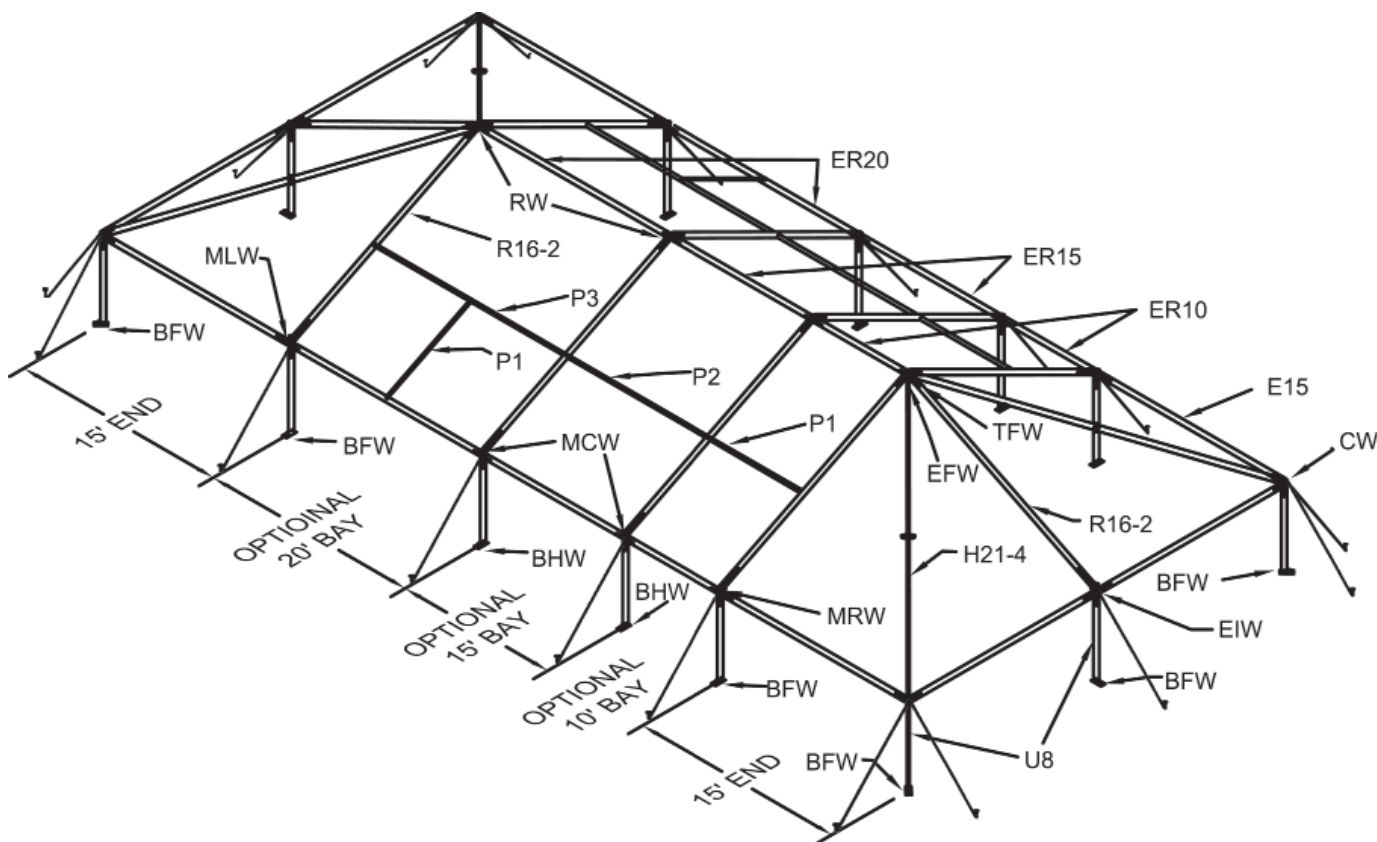 ER20
RW
R16-2
MLW
ER15
P3
ER10
BFW
P1
P2
E15
15' END
BFW
MCW
P1
TFW
CW
EFW
OPTIOINAL
20' BAY
R16-2
BHW
H21-4
BFW
BHW
MRW
EIW
OPTIONAL
15' BAY
BFW
BFW
OPTIONAL
10' BAY
U8
BFW
15' END